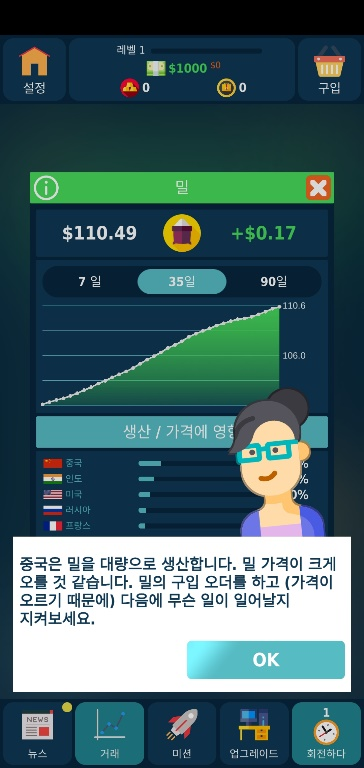 레벨 1
$1000 $0
0 0
설정
구입
밀
$110.49 +$0.17
7 일 35일 90일
110.6
106.0
생산 / 가격에 영
중국 %
인도 %
미국 0%
러시아
프랑스
중국은 밀을 대량으로 생산합니다. 밀 가격이 크게
오를 것 같습니다. 밀의 구입 오더를 하고 (가격이
오르기 때문에) 다음에 무슨 일이 일어날지
지켜보세요.
OK
NEWS
1
뉴스 거래 미션 업그레이드 회전하다